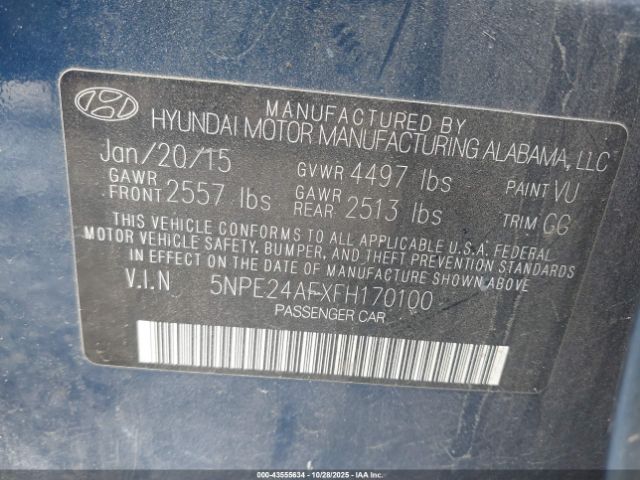 MANUFACTURED BY
HYUNDAI MOTOR MANUFACTURING ALABAMA, LLC
Jan/20/15 GVWR 4497 lbs PAINT VU
GAWR FRONT 2557 lbs GAWR REAR 2513 lbs TRIM GG
THIS VEHICLE CONFORMS TO ALL APPLICABLE U.S.A. FEDERAL
MOTOR VEHICLE SAFETY, BUMPER, AND THEFT PREVENTION STANDARDS
IN EFFECT ON THE DATE OF MANUFACTURE SHOWN ABOVE.
V.I.N 5NPE24AFXFH170100
PASSENGER CAR
000-43555634 | 10/28/2025 | COPART